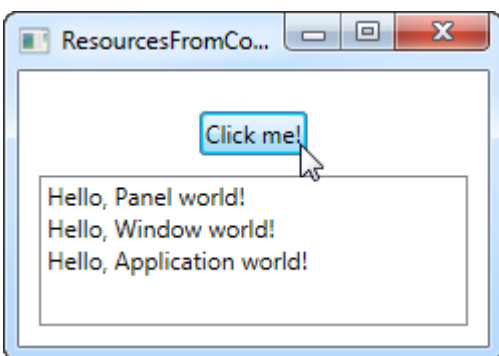 ResourcesFromCo...
Click me!
Hello, Panel world!
Hello, Window world!
Hello, Application world!